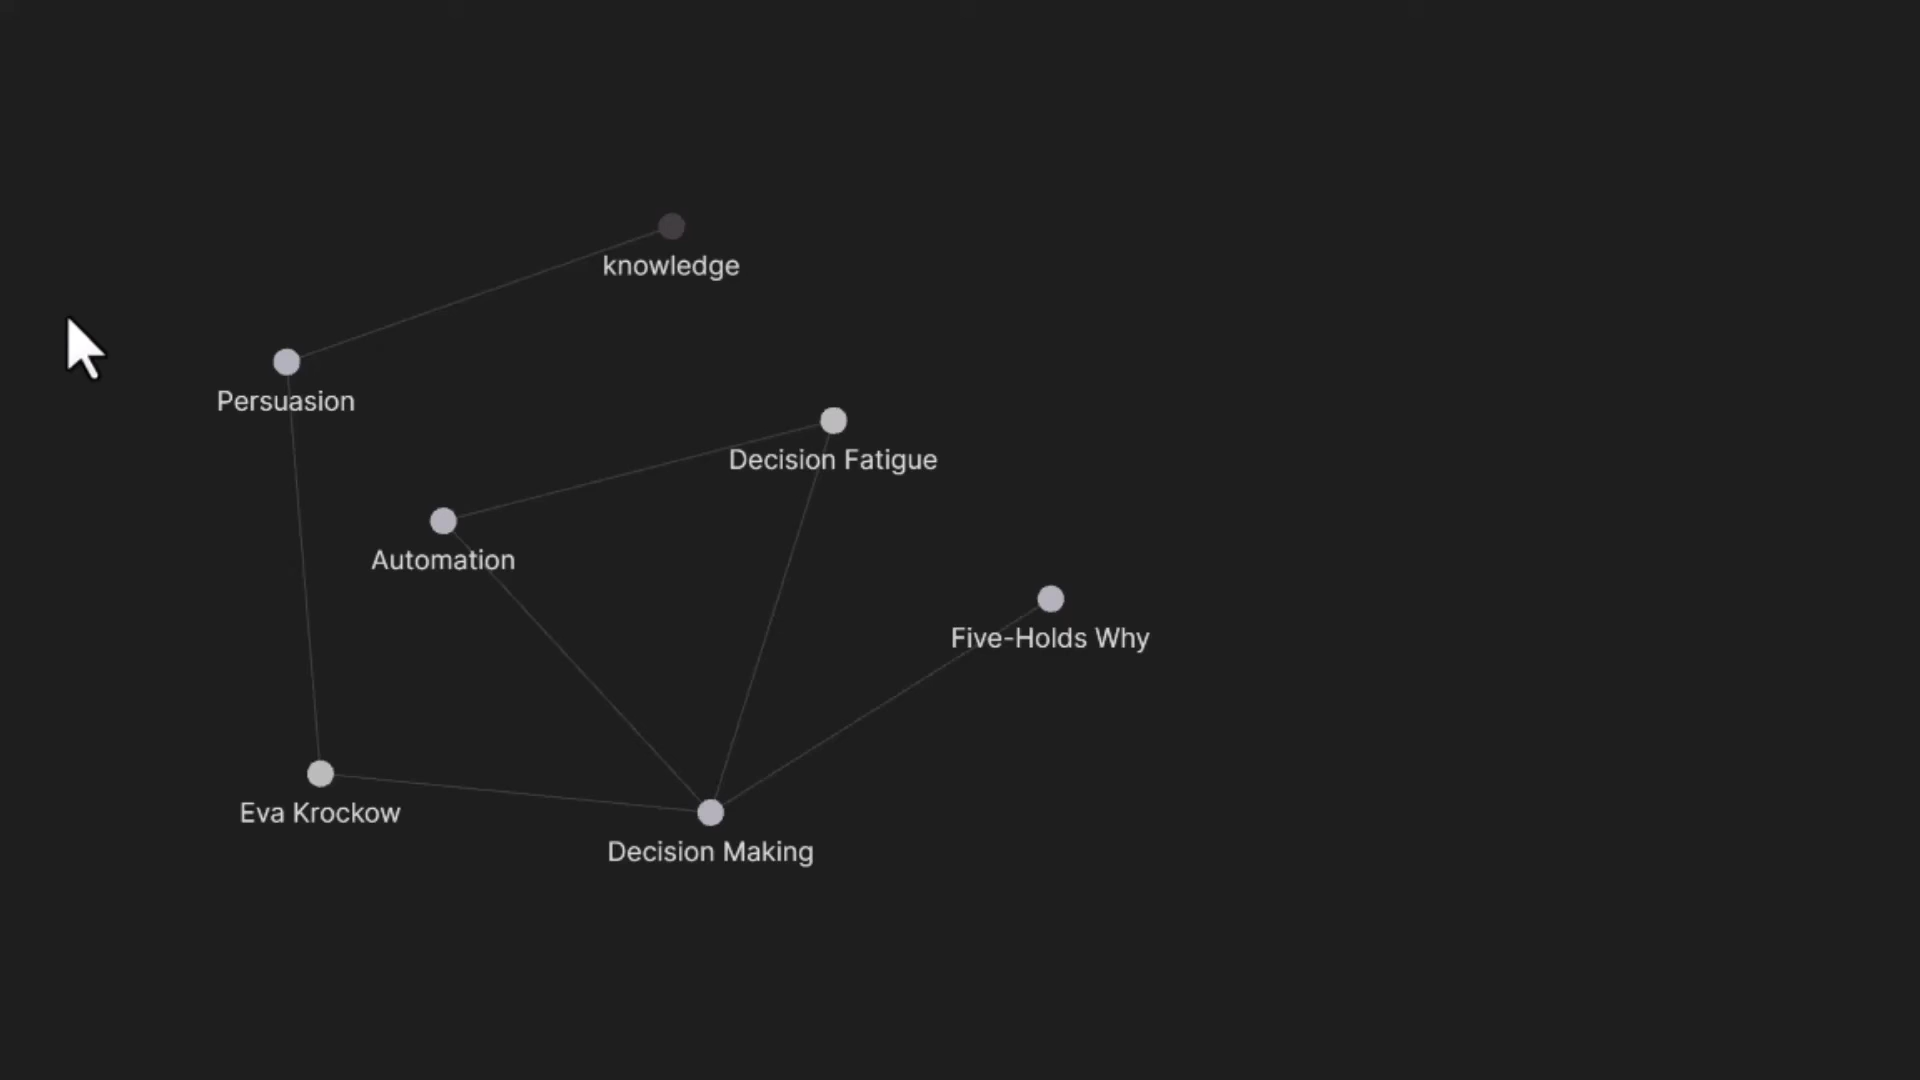 knowledge
Persuasion
Decision Fatigue
Automation
Five-Holds Why
Eva Krockow
Decision Making